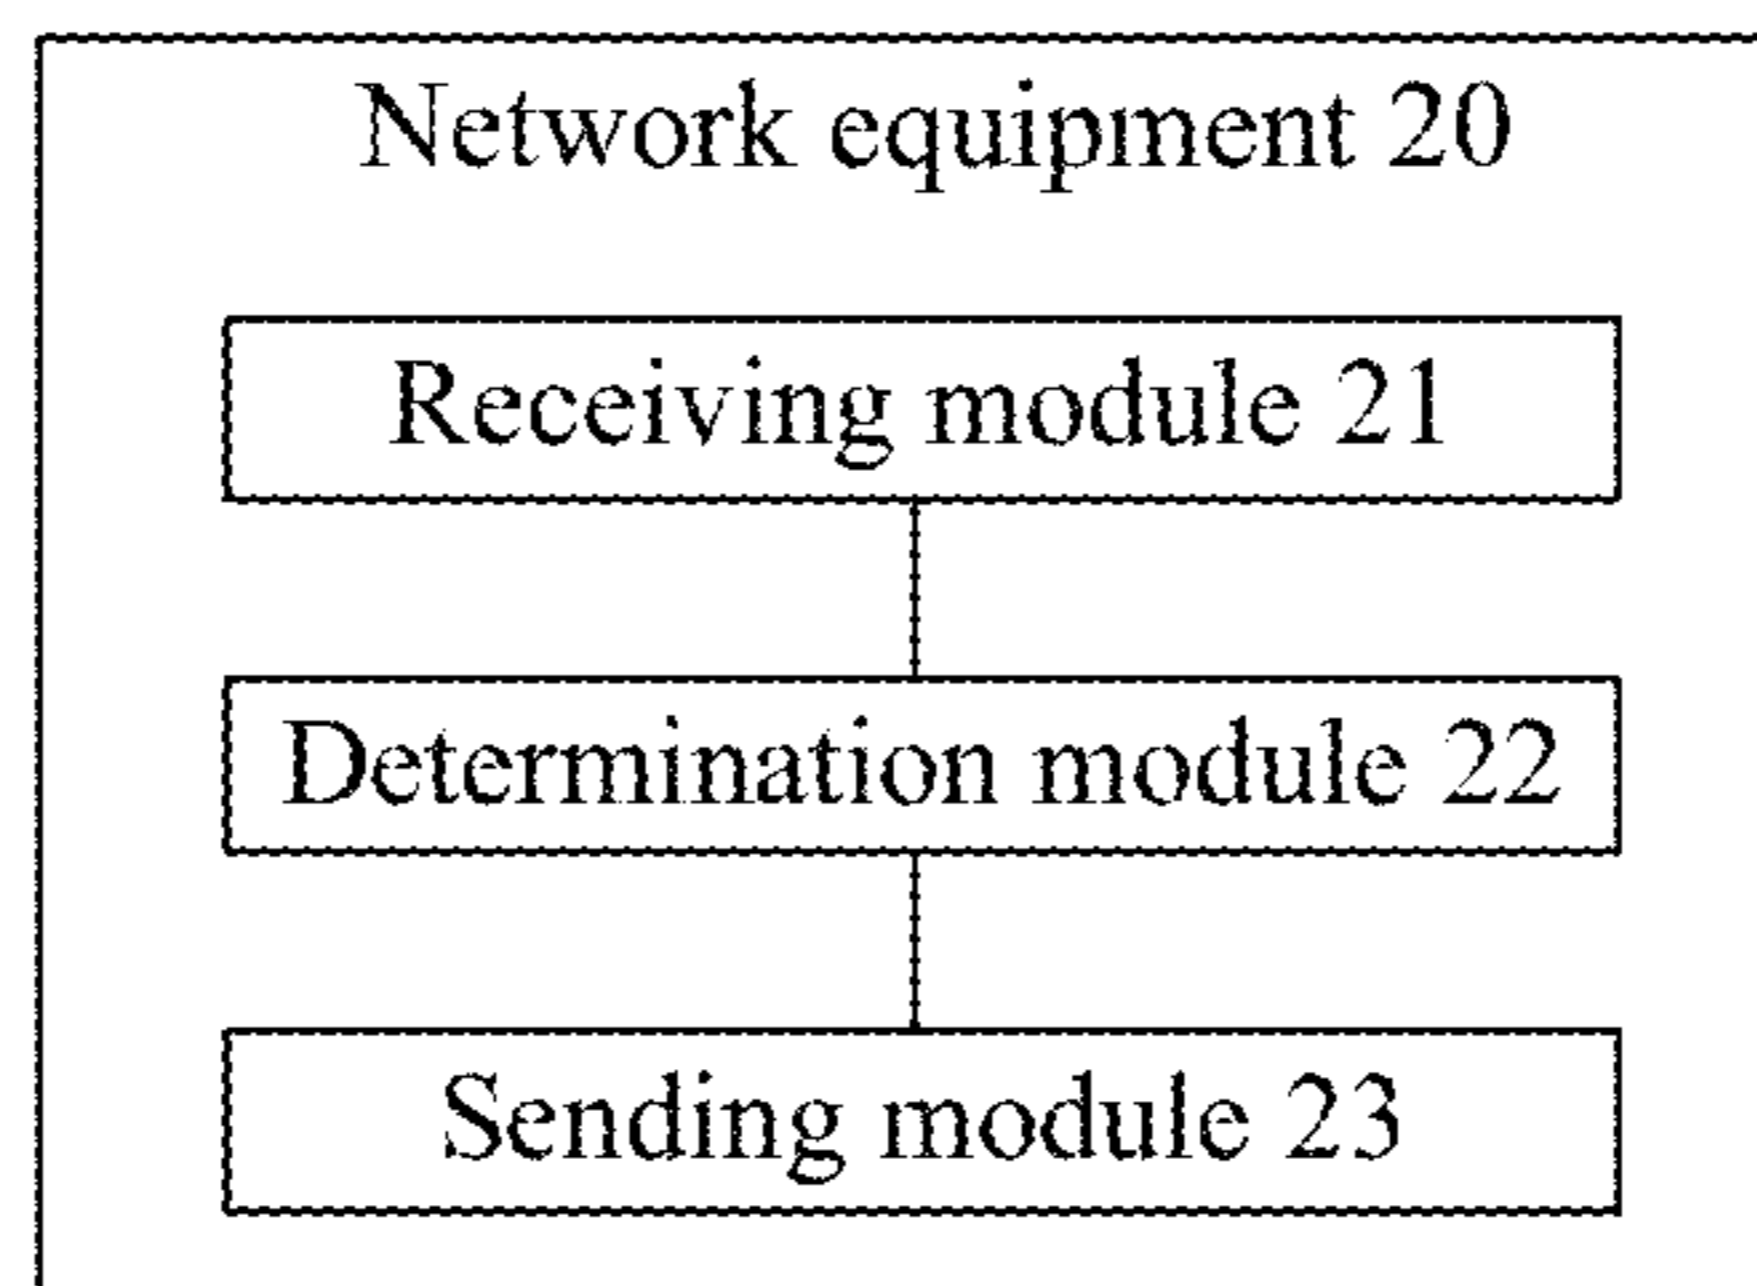 Network equipment 20
Receiving module 21
Determination module 22
Sending module 23